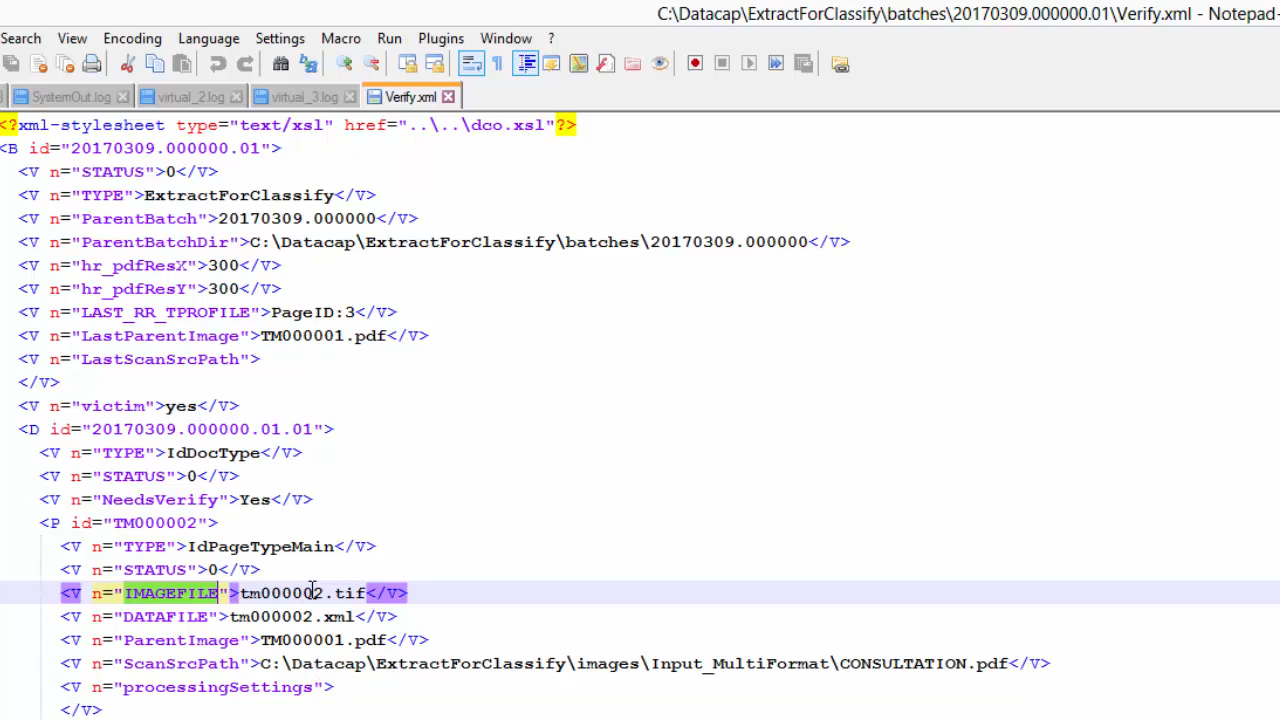 C:\Datacap\ExtractForClassify\batches\20170309.000000.01\Verify.xml - Notepad-
Search View Encoding Language Settings Macro Run Plugins Window ?
SystemOut.log virtual_2.log virtual_3.log Verify.xml
<?xml-stylesheet type="text/xsl" href="..\..\dco.xsl"?>
<B id="20170309.000000.01">
<V n="STATUS">0</V>
<V n="TYPE">ExtractForClassify</V>
<V n="ParentBatch">20170309.000000</V>
<V n="ParentBatchDir">C:\Datacap\ExtractForClassify\batches\20170309.000000</V>
<V n="hr_pdfResX">300</V>
<V n="hr_pdfResY">300</V>
<V n="LAST_RR_TPROFILE">PageID:3</V>
<V n="LastParentImage">TM000001.pdf</V>
<V n="LastScanSrcPath">
</V>
<V n="victim">yes</V>
<D id="20170309.000000.01.01">
<V n="TYPE">IdDocType</V>
<V n="STATUS">0</V>
<V n="NeedsVerify">Yes</V>
<P id="TM000002">
<V n="TYPE">IdPageTypeMain</V>
<V n="STATUS">0</V>
<V n="IMAGEFILE">tm000002.tif</V>
<V n="DATAFILE">tm000002.xml</V>
<V n="ParentImage">TM000001.pdf</V>
<V n="ScanSrcPath">C:\Datacap\ExtractForClassify\images\Input_MultiFormat\CONSULTATION.pdf</V>
<V n="processingSettings">
</V>